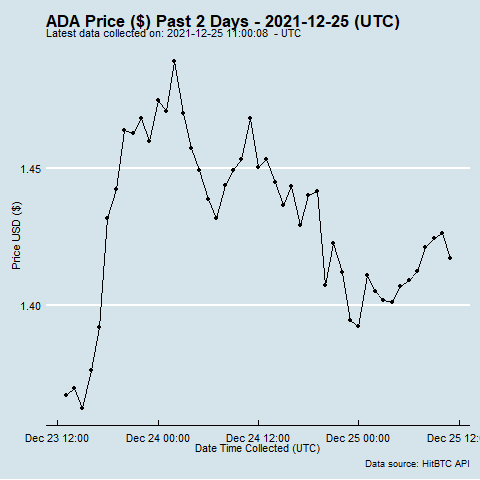 ADA Price ($) Past 2 Days - 2021-12-25 (UTC)
Latest data collected on: 2021-12-25 11:00:08 - UTC
1.45
1.40
Price USD ($)
Dec 23 12:00 Dec 24 00:00 Dec 24 12:00 Dec 25 00:00 Dec 25 12:
Date Time Collected (UTC)
Data source: HitBTC API